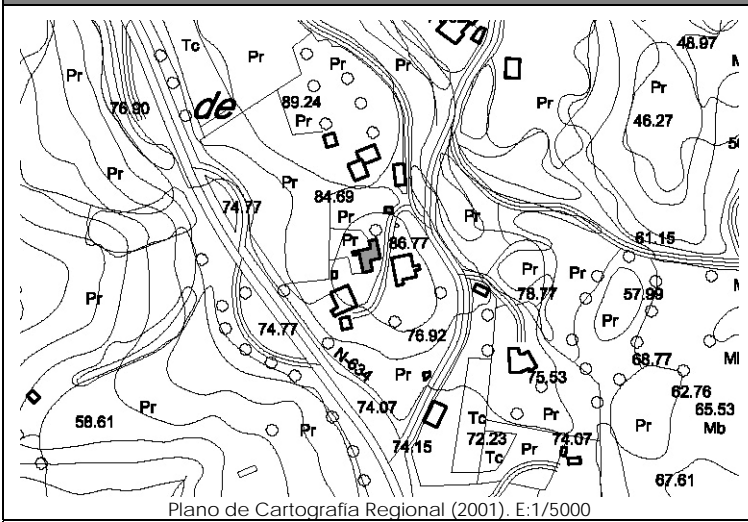 Tc
Pr
48.97
Pr
Pr
Pr
Pr
76.90
de
89.24
Pr
Pr
46.27
Pr
Pr
84.69
74.77
Pr
Pr
61.15
Pr
86.77
Pr
Pr
Pr
78.77
57.99
Pr
74.77
76.92
N-634
68.77
Pr
75.53
62.76
58.61
Pr
74.07
Tc
Pr
65.53
Pr
74.15
72.23
Pr
74.07
Pr
Mb
Tc
67.61
Plano de Cartografía Regional (2001). E:1/5000